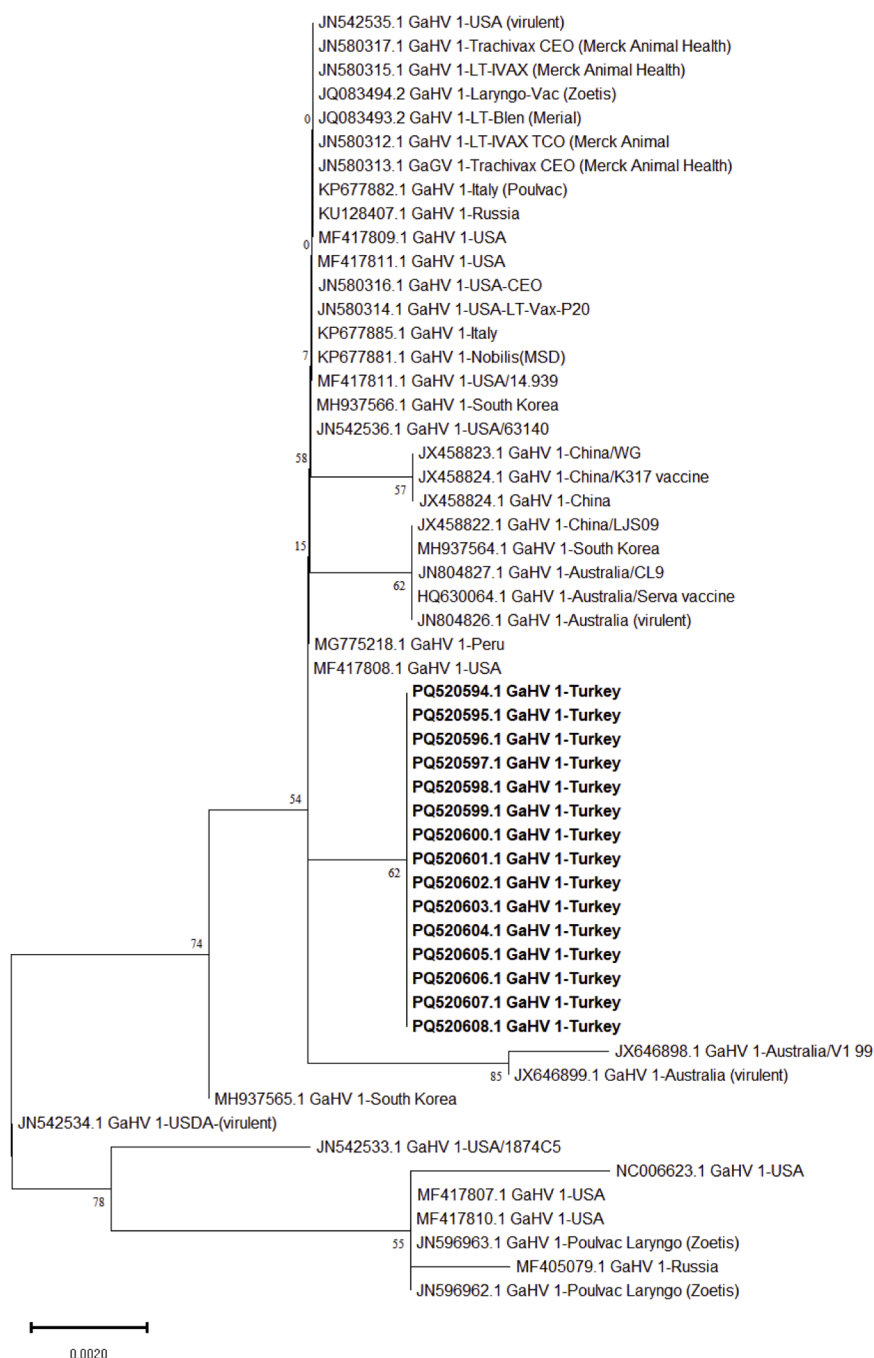 JN542535.1 GaHV 1-USA (virulent)
JN580317.1 GaHV 1-Trachivax CEO (Merck Animal Health)
JN580315.1 GaHV 1-LT-IVAX (Merck Animal Health)
JQ083494.2 GaHV 1-Laryngo-Vac (Zoetis)
0
JQ083493.2 GaHV 1-LT-Blen (Merial)
JN580312.1 GaHV 1-LT-IVAX TCO (Merck Animal
JN580313.1 GaGV 1-Trachivax CEO (Merck Animal Health)
KP677882.1 GaHV 1-Italy (Poulvac)
KU128407.1 GaHV 1-Russia
0
MF417809.1 GaHV 1-USA
MF417811.1 GaHV 1-USA
JN580316.1 GaHV 1-USA-CEO
JN580314.1 GaHV 1-USA-LT-Vax-P20
KP677885.1 GaHV 1-Italy
7
KP677881.1 GaHV 1-Nobilis(MSD)
MF417811.1 GaHV 1-USA/14.939
MH937566.1 GaHV 1-South Korea
JN542536.1 GaHV 1-USA/63140
58
JX458823.1 GaHV 1-China/WG
JX458824.1 GaHV 1-China/K317 vaccine
57
JX458824.1 GaHV 1-China
JX458822.1 GaHV 1-China/LJS09
15
MH937564.1 GaHV 1-South Korea
JN804827.1 GaHV 1-Australia/CL9
62
HQ630064.1 GaHV 1-Australia/Serva vaccine
JN804826.1 GaHV 1-Australia (virulent)
MG775218.1 GaHV 1-Peru
MF417808.1 GaHV 1-USA
PQ520594.1 GaHV 1-Turkey
PQ520595.1 GaHV 1-Turkey
PQ520596.1 GaHV 1-Turkey
PQ520597.1 GaHV 1-Turkey
PQ520598.1 GaHV 1-Turkey
54
PQ520599.1 GaHV 1-Turkey
PQ520600.1 GaHV 1-Turkey
PQ520601.1 GaHV 1-Turkey
62
PQ520602.1 GaHV 1-Turkey
PQ520603.1 GaHV 1-Turkey
PQ520604.1 GaHV 1-Turkey
74
PQ520605.1 GaHV 1-Turkey
PQ520606.1 GaHV 1-Turkey
PQ520607.1 GaHV 1-Turkey
PQ520608.1 GaHV 1-Turkey
JX646898.1 GaHV 1-Australia/V1 99
85
JX646899.1 GaHV 1-Australia (virulent)
MH937565.1 GaHV 1-South Korea
JN542534.1 GaHV 1-USDA-(virulent)
JN542533.1 GaHV 1-USA/1874C5
NC006623.1 GaHV 1-USA
78
MF417807.1 GaHV 1-USA
MF417810.1 GaHV 1-USA
55
JN596963.1 GaHV 1-Poulvac Laryngo (Zoetis)
MF405079.1 GaHV 1-Russia
JN596962.1 GaHV 1-Poulvac Laryngo (Zoetis)
0.0020